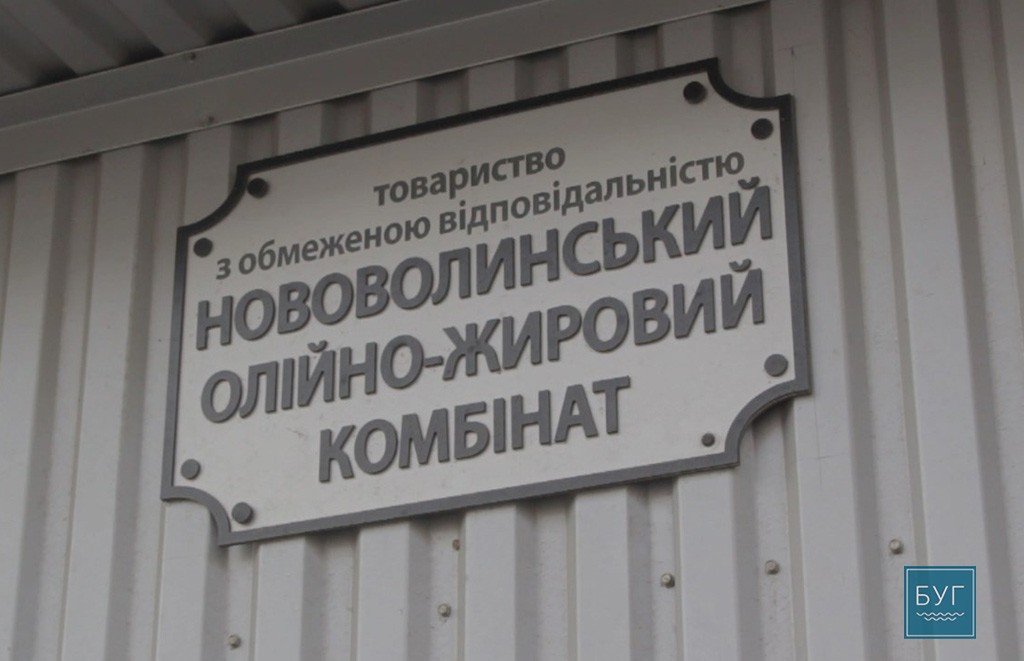 товариство
з обмеженою відповідальністю
НОВОВОЛИНСЬКИЙ
ОЛІЙНО-ЖИРОВИЙ
КОМБІНАТ
БУГ